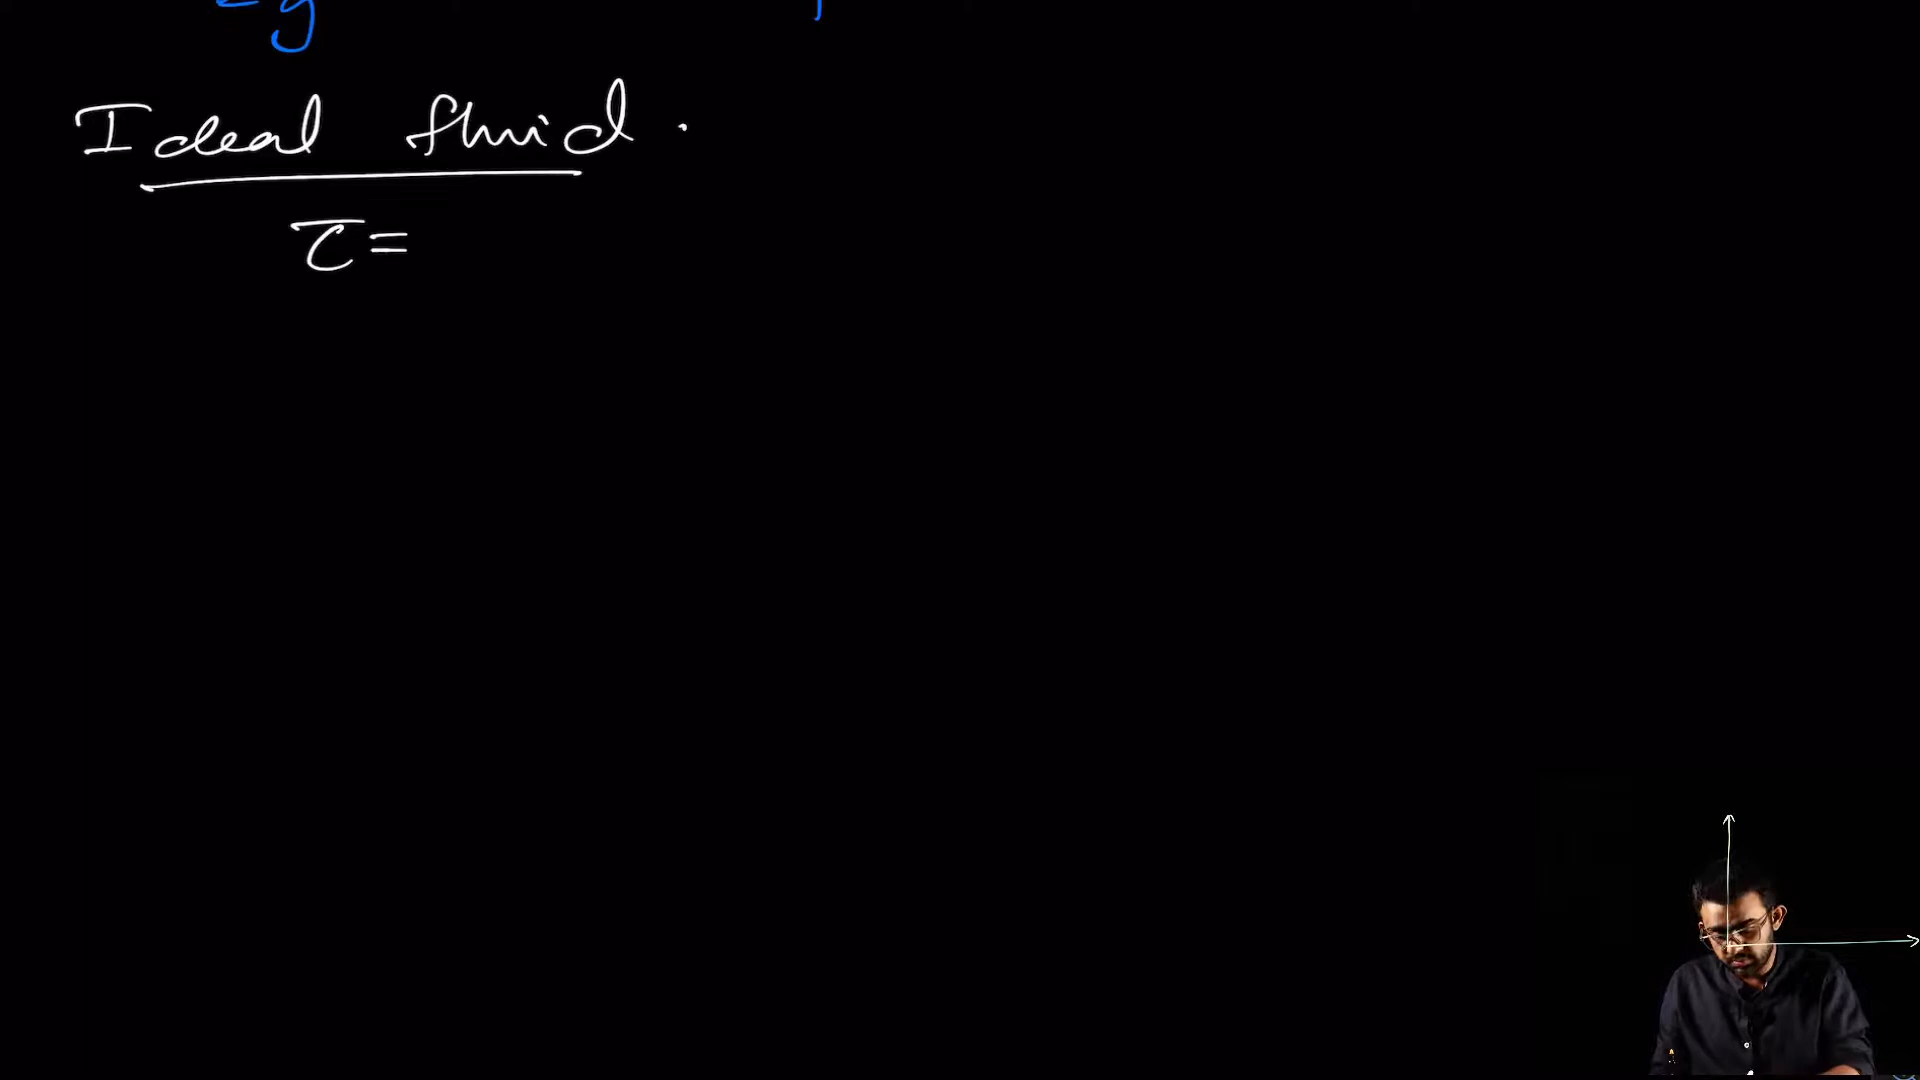 Ideal fluid.
τ =